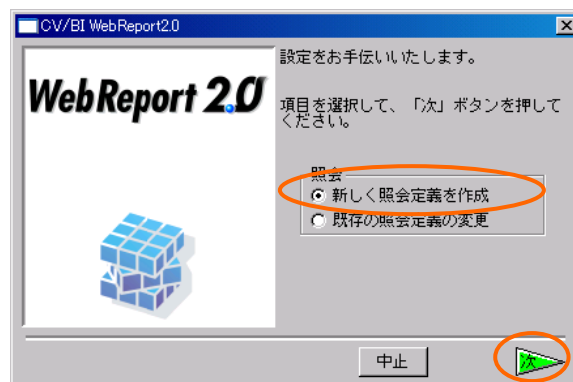 CV/BI WebReport2.0
WebReport 2.0
設定をお手伝いいたします。
項目を選択して、「次」ボタンを押して
ください。
照会
新しく照会定義を作成
既存の照会定義の変更
中止
次